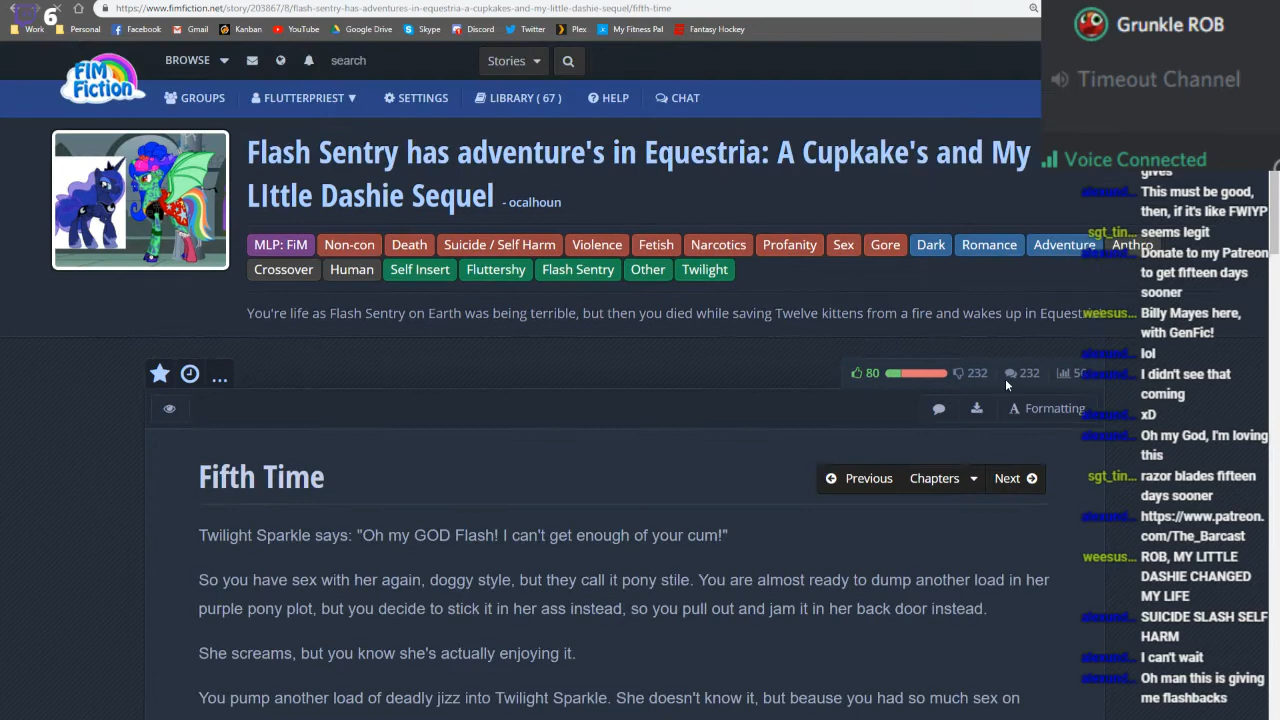 https://www.fimfiction.net/story/203867/8/flash-sentry-has-adventures-in-equestria-a-cupkakes-and-my-little-dashie-sequel/fifth-time
6
Work Personal Facebook Gmail Kanban YouTube Google Drive Skype Discord Twitter Plex My Fitness Pal Fantasy Hockey
Grunkle ROB
Timeout Channel
Voice Connected
FIM Fiction
BROWSE search Stories
GROUPS FLUTTERPRIEST SETTINGS LIBRARY ( 67 ) HELP CHAT
Flash Sentry has adventure's in Equestria: A Cupkake's and My
LIttle Dashie Sequel - ocalhoun
MLP: FiM Non-con Death Suicide / Self Harm Violence Fetish Narcotics Profanity Sex Gore Dark Romance Adventure Anthro
Crossover Human Self Insert Fluttershy Flash Sentry Other Twilight
You're life as Flash Sentry on Earth was being terrible, but then you died while saving Twelve kittens from a fire and wakes up in
80 232 232
Formatting
Fifth Time
Previous Chapters Next
Twilight Sparkle says: "Oh my GOD Flash! I can't get enough of your cum!"
So you have sex with her again, doggy style, but they call it pony stile. You are almost ready to dump another load in her
purple pony plot, but you decide to stick it in her ass instead, so you pull out and jam it in her back door instead.
She screams, but you know she's actually enjoying it.
You pump another load of deadly jizz into Twilight Sparkle. She doesn't know it, but beause you had so much sex on
gives
This must be good,
then, if it's like FWIYP
sgt_tin... seems legit
Donate to my Patreon
to get fifteen days
sooner
weesus... Billy Mayes here,
with GenFic!
lol
I didn't see that
coming
xD
Oh my God, I'm loving
this
sgt_tin... razor blades fifteen
days sooner
https://www.patreon.
com/The_Barcast
weesus... ROB, MY LITTLE
DASHIE CHANGED
MY LIFE
SUICIDE SLASH SELF
HARM
I can't wait
Oh man this is giving
me flashbacks